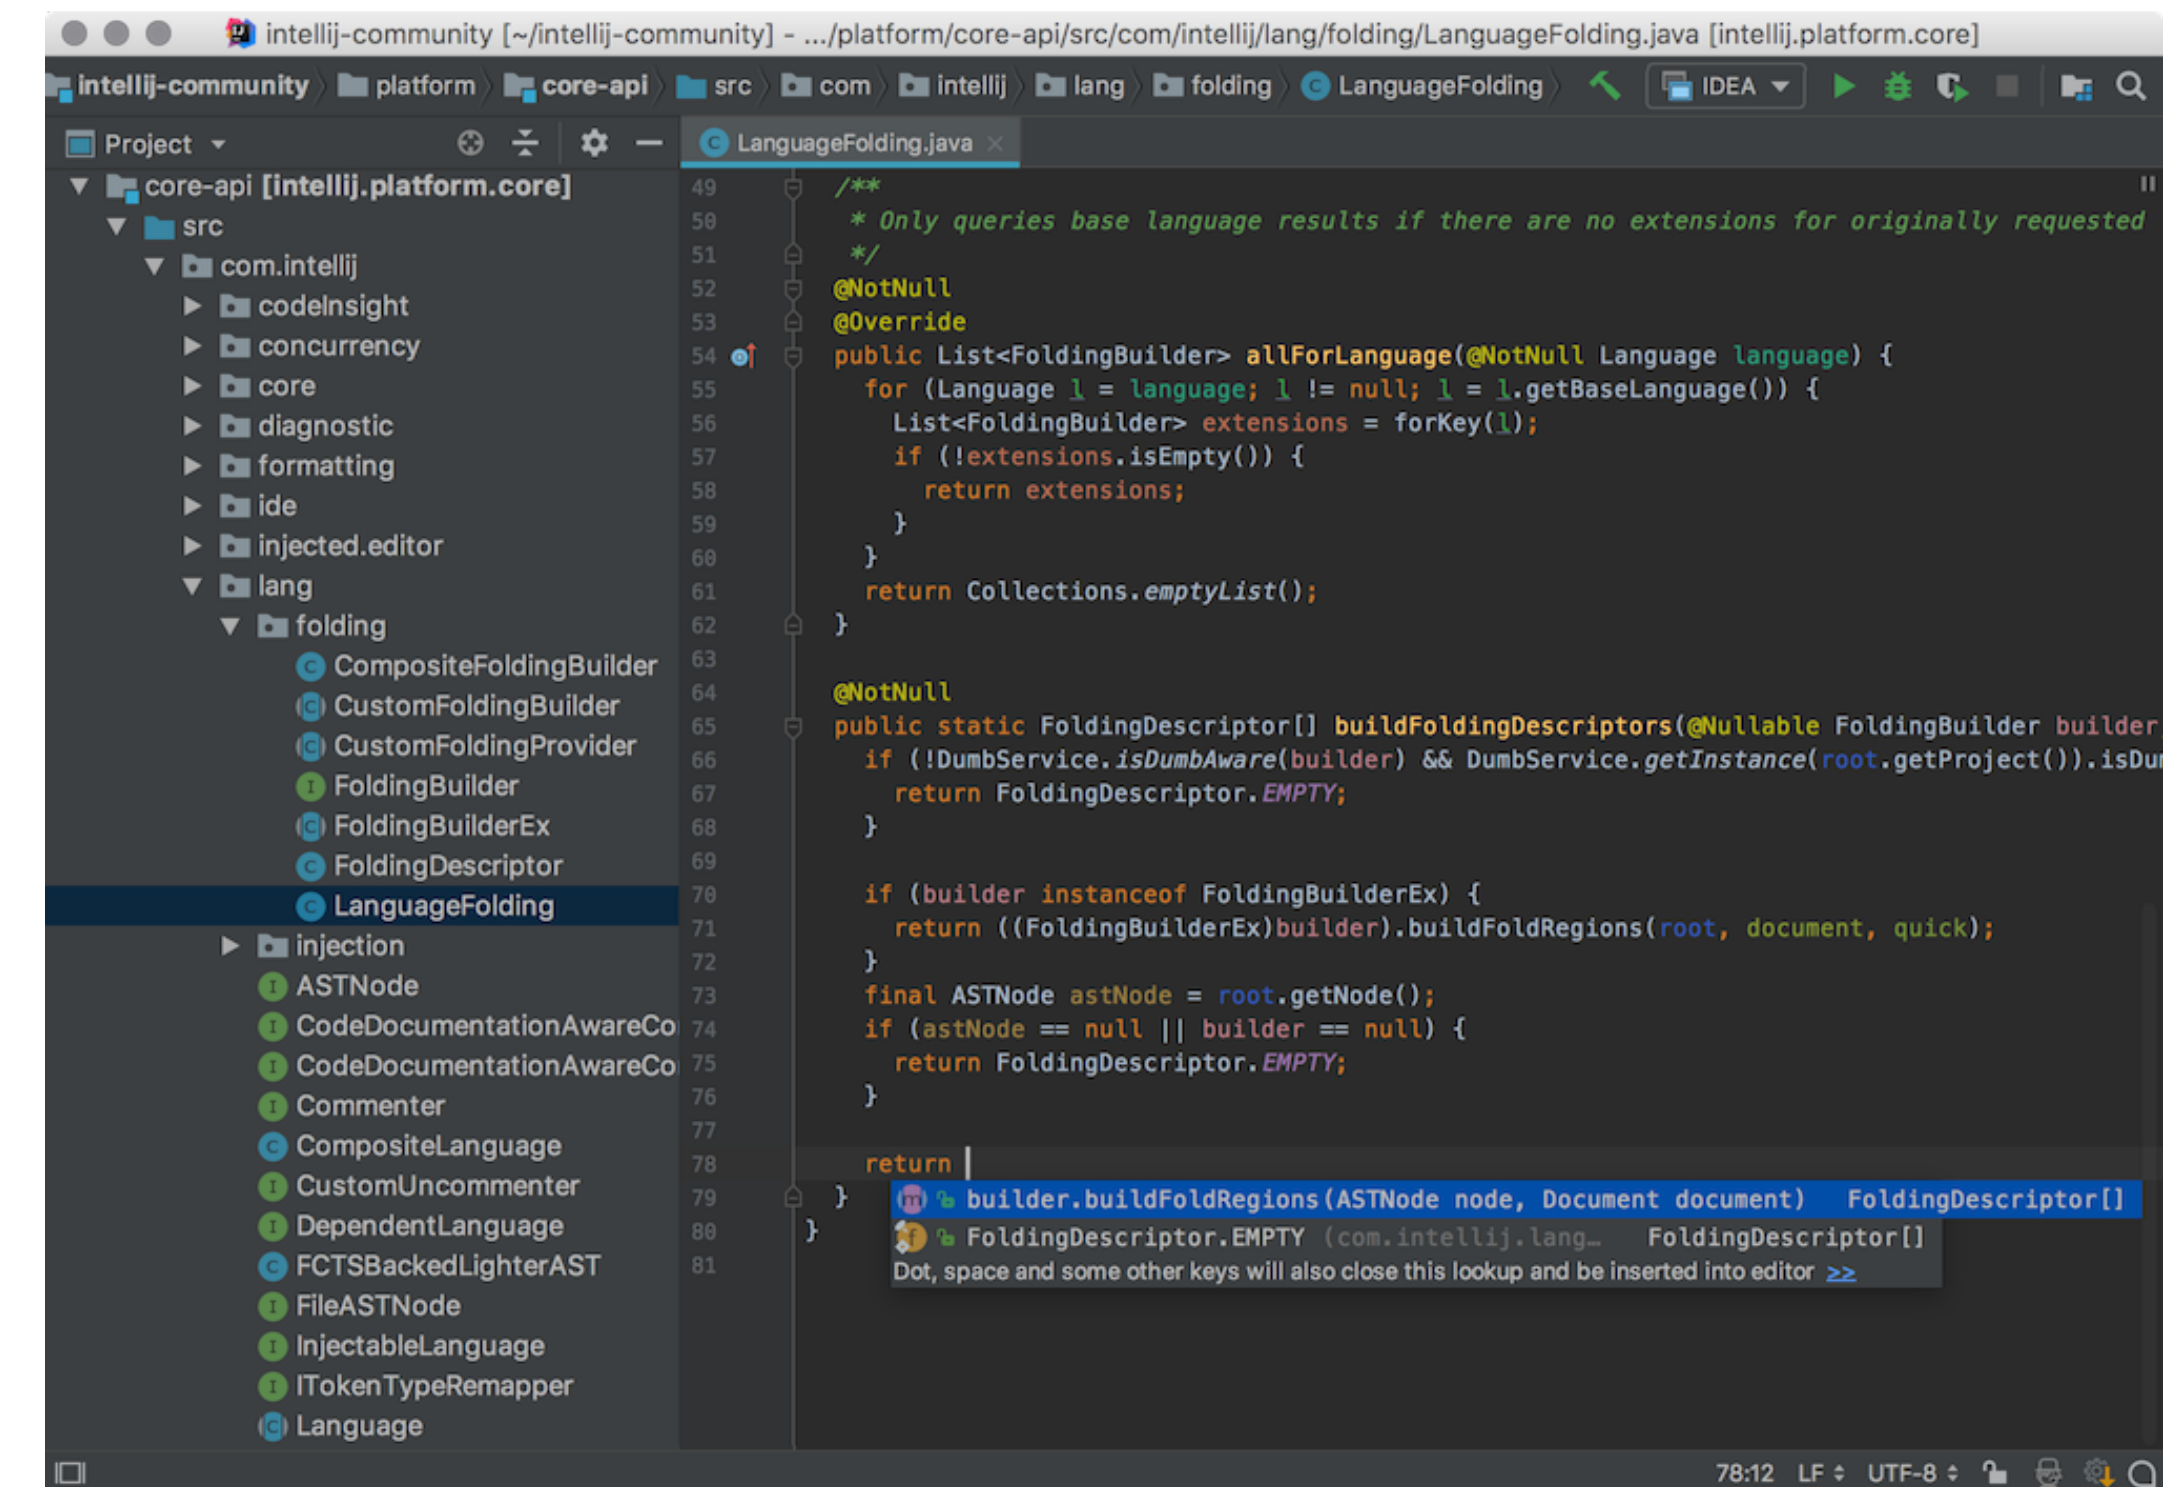 intellij-community [~/intellij-community] - .../platform/core-api/src/com/intellij/lang/folding/LanguageFolding.java [intellij.platform.core]
intellij-community platform core-api src com intellij lang folding LanguageFolding IDEA
Project
LanguageFolding.java
core-api [intellij.platform.core]
src
com.intellij
codeInsight
concurrency
core
diagnostic
formatting
ide
injected.editor
lang
folding
CompositeFoldingBuilder
CustomFoldingBuilder
CustomFoldingProvider
FoldingBuilder
FoldingBuilderEx
FoldingDescriptor
LanguageFolding
injection
ASTNode
CodeDocumentationAwareCo
CodeDocumentationAwareCo
Commenter
CompositeLanguage
CustomUncommenter
DependentLanguage
FCTSBackedLighterAST
FileASTNode
InjectableLanguage
ITokenTypeRemapper
Language
49 /**
50 * Only queries base language results if there are no extensions for originally requested
51 */
52 @NotNull
53 @Override
54 public List<FoldingBuilder> allForLanguage(@NotNull Language language) {
55 for (Language l = language; l != null; l = l.getBaseLanguage()) {
56 List<FoldingBuilder> extensions = forKey(l);
57 if (!extensions.isEmpty()) {
58 return extensions;
59 }
60 }
61 return Collections.emptyList();
62 }
63
64 @NotNull
65 public static FoldingDescriptor[] buildFoldingDescriptors(@Nullable FoldingBuilder builder
66 if (!DumbService.isDumbAware(builder) && DumbService.getInstance(root.getProject()).isDum
67 return FoldingDescriptor.EMPTY;
68 }
69
70 if (builder instanceof FoldingBuilderEx) {
71 return ((FoldingBuilderEx)builder).buildFoldRegions(root, document, quick);
72 }
73 final ASTNode astNode = root.getNode();
74 if (astNode == null || builder == null) {
75 return FoldingDescriptor.EMPTY;
76 }
77
78 return
79 }
80 }
81
builder.buildFoldRegions(ASTNode node, Document document) FoldingDescriptor[]
FoldingDescriptor.EMPTY (com.intellij.lang… FoldingDescriptor[]
Dot, space and some other keys will also close this lookup and be inserted into editor >>
78:12 LF UTF-8